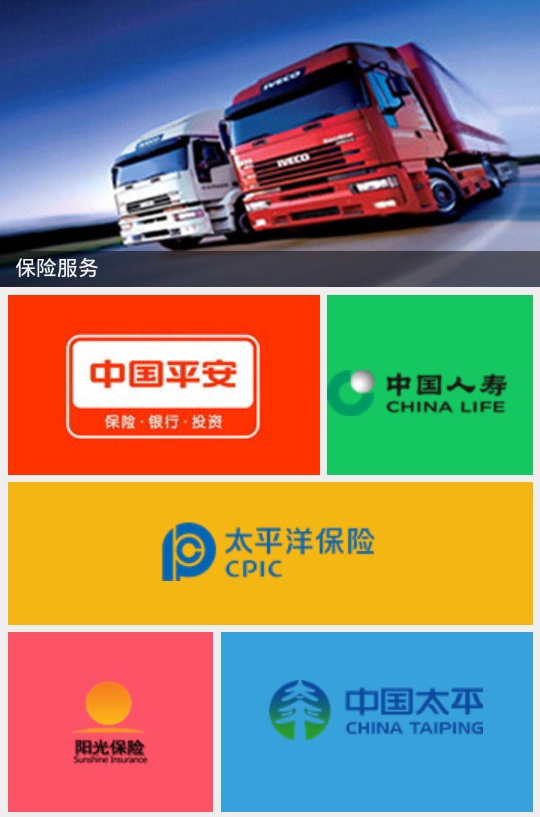 IVECO
IVECO
保险服务
中国平安
保险·银行·投资
中国人寿
CHINA LIFE
太平洋保险
CPIC
阳光保险
Sunshine Insurance
中国太平
CHINA TAIPING